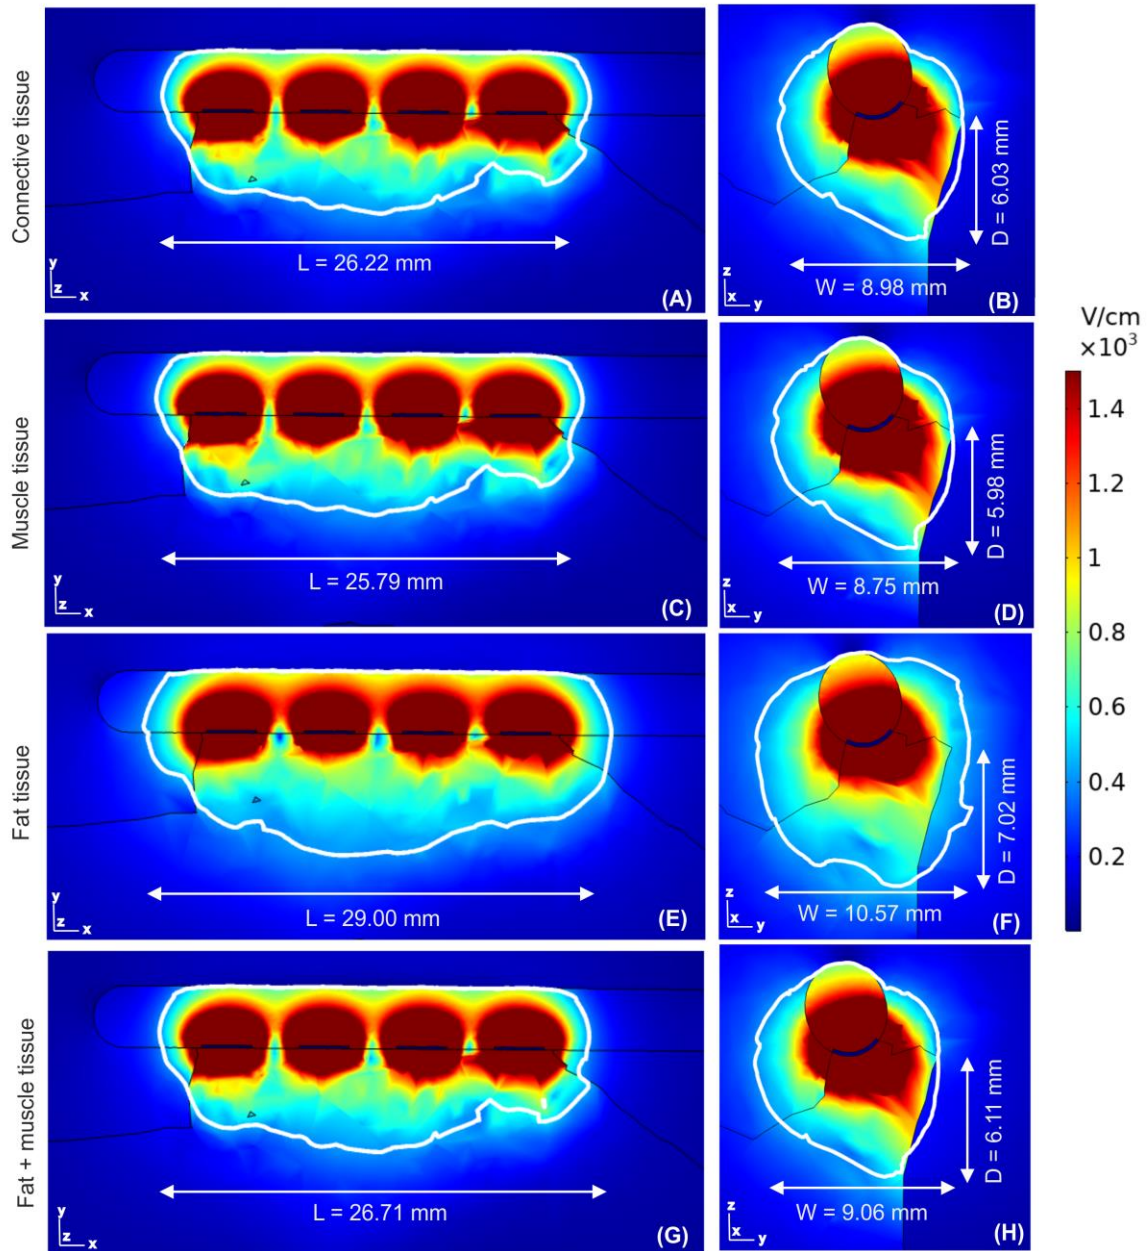 Connective tissue
y
z x
L = 26.22 mm
(A)
z
x y
W = 8.98 mm
D = 6.03 mm
(B)
Muscle tissue
y
z x
L = 25.79 mm
(C)
z
x y
W = 8.75 mm
D = 5.98 mm
(D)
Fat tissue
y
z x
L = 29.00 mm
(E)
z
x y
W = 10.57 mm
D = 7.02 mm
(F)
Fat + muscle tissue
y
z x
L = 26.71 mm
(G)
z
x y
W = 9.06 mm
D = 6.11 mm
(H)
V/cm
×10³
1.4
1.2
1
0.8
0.6
0.4
0.2